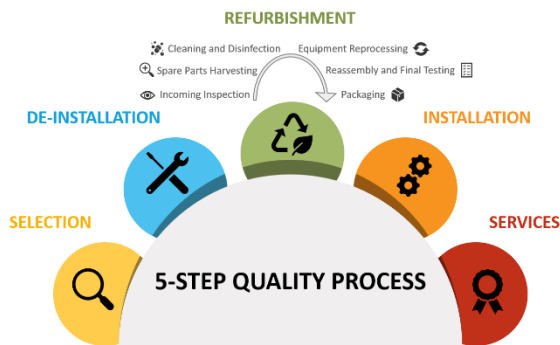 REFURBISHMENT
Cleaning and Disinfection
Equipment Reprocessing
Spare Parts Harvesting
Reassembly and Final Testing
Incoming Inspection
Packaging
DE-INSTALLATION
INSTALLATION
SELECTION
SERVICES
5-STEP QUALITY PROCESS